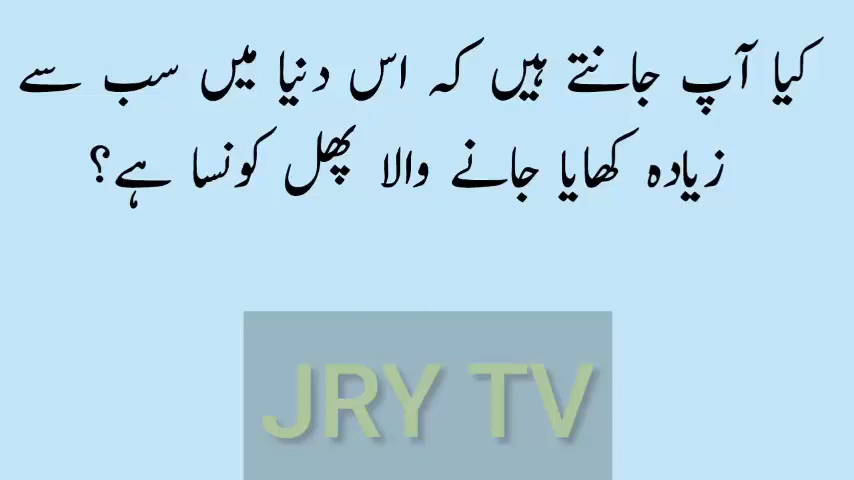 کیا آپ جانتے ہیں کہ اس دنیا میں سب سے
زیادہ کھایا جانے والا پھل کونسا ہے؟
JRY TV